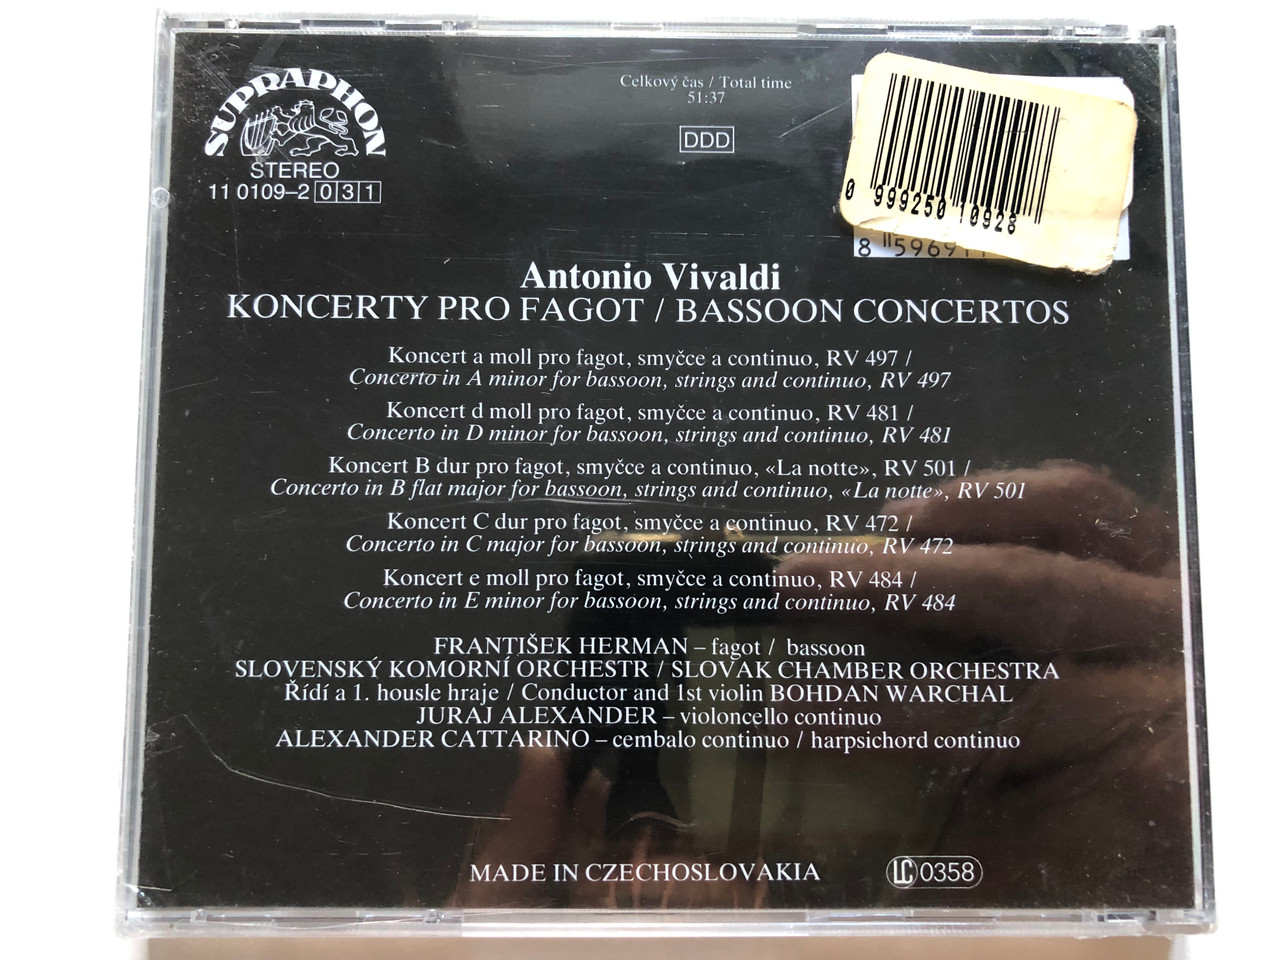 SUPRAPHON
STEREO
11 0109-2 031
Celkový čas / Total time
51:37
DDD
0 999250 10928
8 59691
Antonio Vivaldi
KONCERTY PRO FAGOT / BASSOON CONCERTOS
Koncert a moll pro fagot, smyčce a continuo, RV 497 /
Concerto in A minor for bassoon, strings and continuo, RV 497
Koncert d moll pro fagot, smyčce a continuo, RV 481 /
Concerto in D minor for bassoon, strings and continuo, RV 481
Koncert B dur pro fagot, smyčce a continuo, «La notte», RV 501 /
Concerto in B flat major for bassoon, strings and continuo, «La notte», RV 501
Koncert C dur pro fagot, smyčce a continuo, RV 472 /
Concerto in C major for bassoon, strings and continuo, RV 472
Koncert e moll pro fagot, smyčce a continuo, RV 484 /
Concerto in E minor for bassoon, strings and continuo, RV 484
FRANTIŠEK HERMAN – fagot / bassoon
SLOVENSKÝ KOMORNÍ ORCHESTR / SLOVAK CHAMBER ORCHESTRA
Řídí a 1. housle hraje / Conductor and 1st violin BOHDAN WARCHAL
JURAJ ALEXANDER – violoncello continuo
ALEXANDER CATTARINO – cembalo continuo / harpsichord continuo
MADE IN CZECHOSLOVAKIA
LC 0358